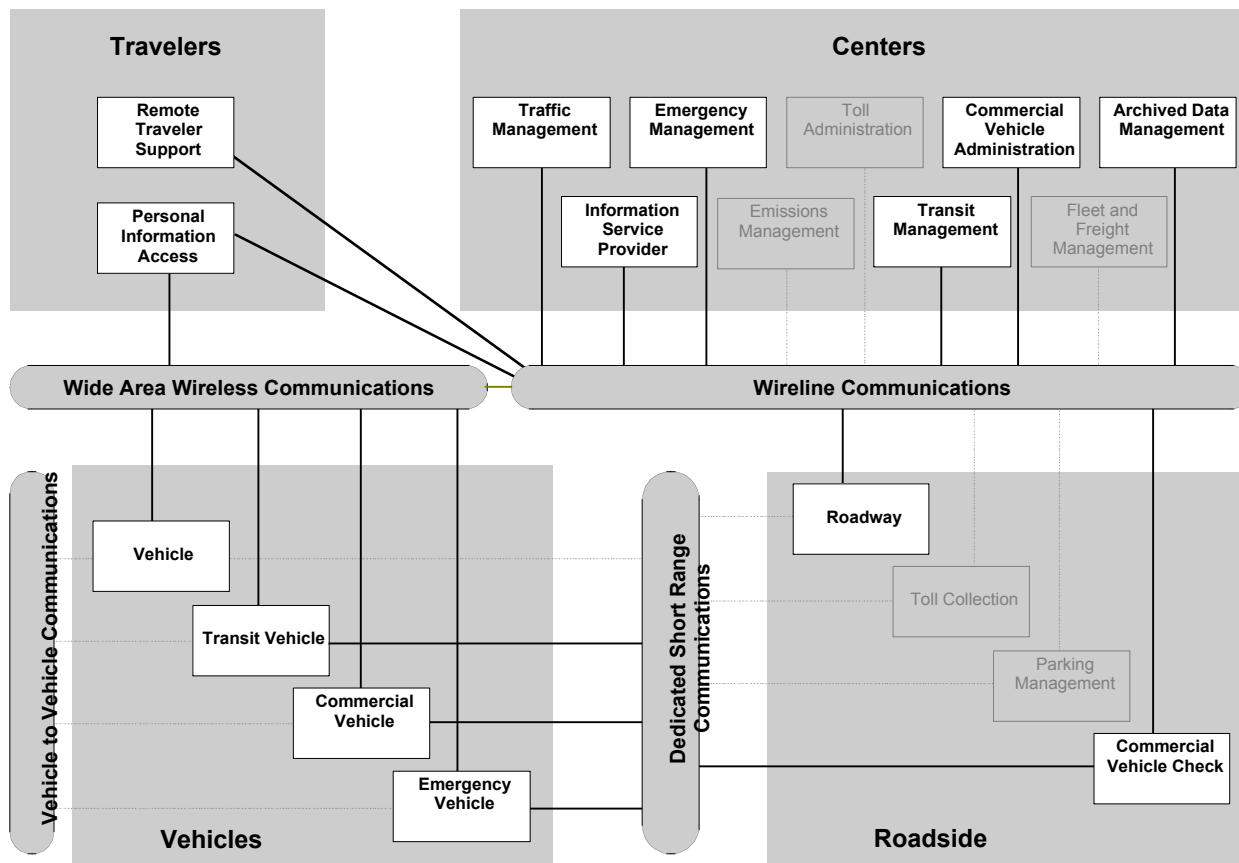 Travelers
Centers
Remote
Traveler
Support
Traffic
Management
Emergency
Management
Toll
Administration
Commercial
Vehicle
Administration
Archived Data
Management
Personal
Information
Access
Information
Service
Provider
Emissions
Management
Transit
Management
Fleet and
Freight
Management
Wide Area Wireless Communications
Wireline Communications
Vehicle to Vehicle Communications
Vehicle
Transit Vehicle
Commercial
Vehicle
Emergency
Vehicle
Vehicles
Dedicated Short Range
Communications
Roadway
Toll Collection
Parking
Management
Commercial
Vehicle Check
Roadside